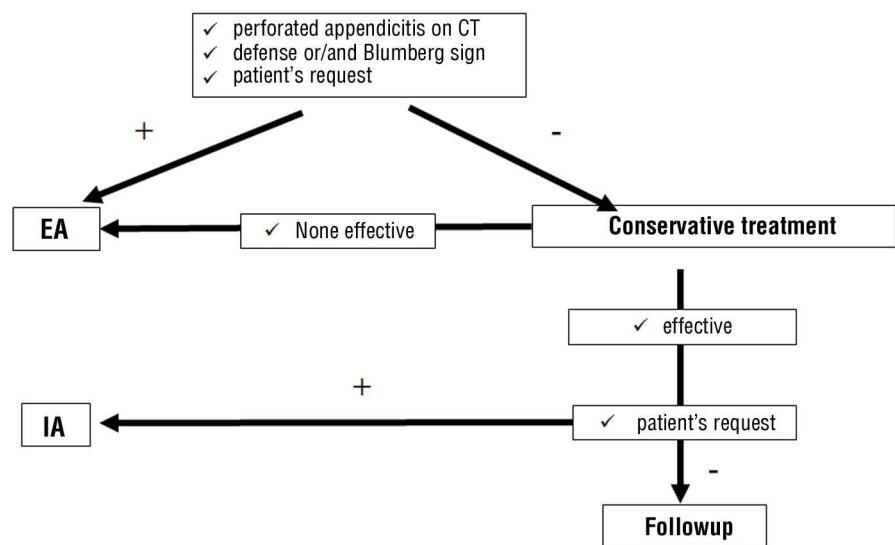 ✓ perforated appendicitis on CT
✓ defense or/and Blumberg sign
✓ patient's request
+
-
EA
✓ None effective
Conservative treatment
✓ effective
+
IA
✓ patient's request
-
Followup